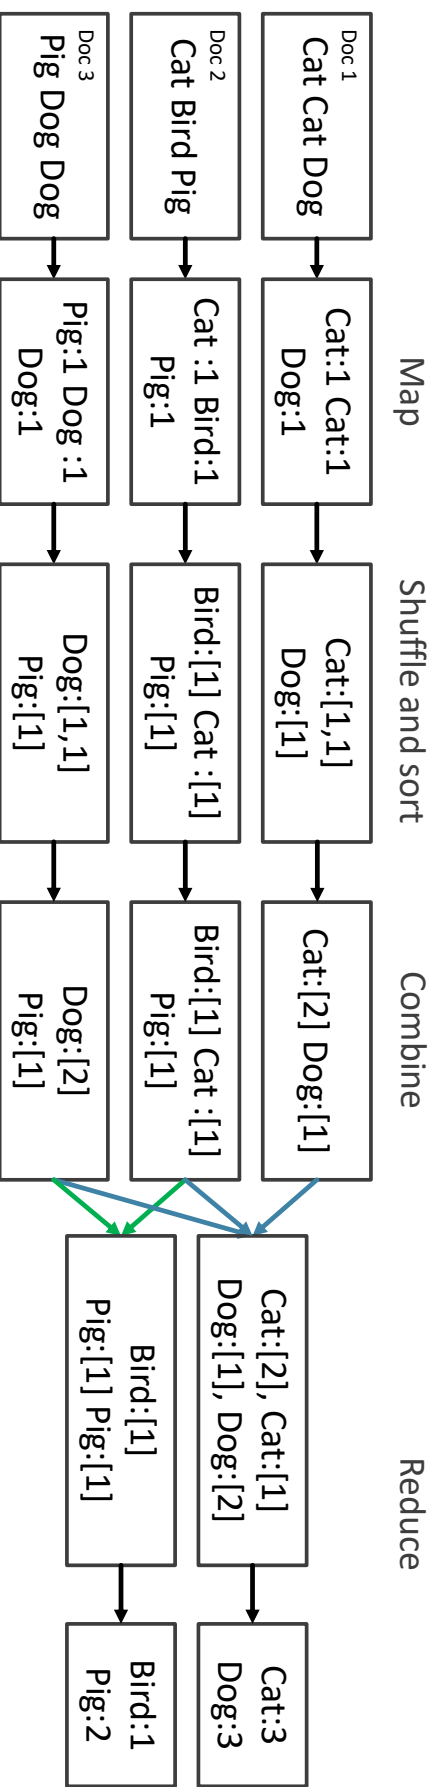 Map
Shuffle and sort
Combine
Reduce
Doc 1
Cat Cat Dog
Cat:1 Cat:1
Dog:1
Cat:[1,1]
Dog:[1]
Cat:[2] Dog:[1]
Cat:[2], Cat:[1]
Dog:[1], Dog:[2]
Cat:3
Dog:3
Doc 2
Cat Bird Pig
Cat :1 Bird:1
Pig:1
Bird:[1] Cat :[1]
Pig:[1]
Bird:[1] Cat :[1]
Pig:[1]
Bird:[1]
Pig:[1] Pig:[1]
Bird:1
Pig:2
Doc 3
Pig Dog Dog
Pig:1 Dog :1
Dog:1
Dog:[1,1]
Pig:[1]
Dog:[2]
Pig:[1]